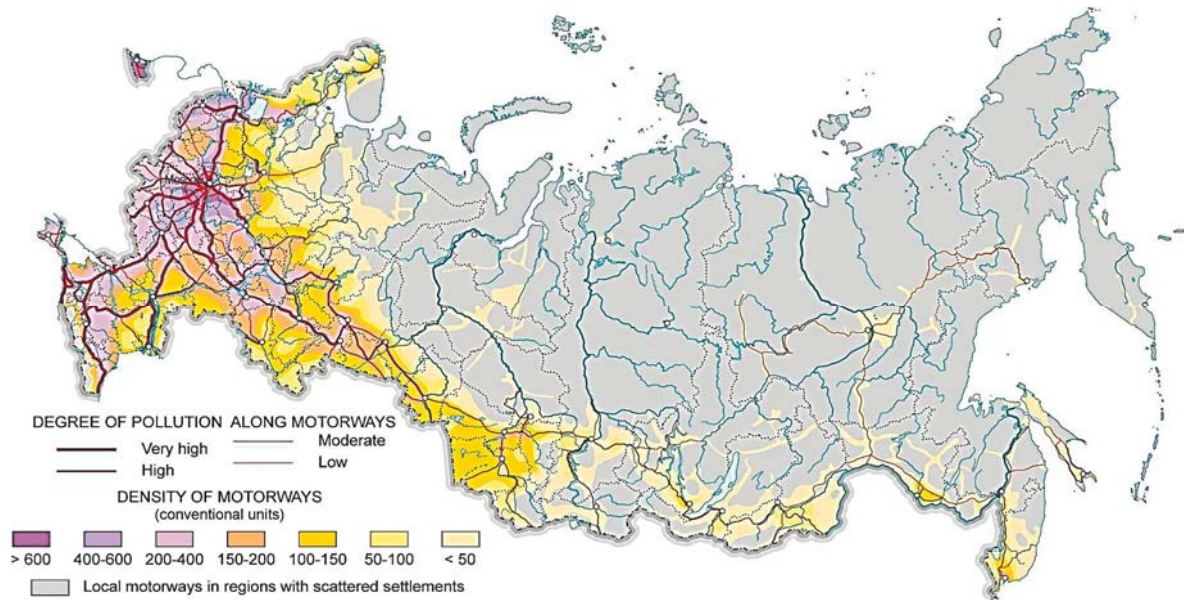 Moscow
DEGREE OF POLLUTION ALONG MOTORWAYS
Very high Moderate
High Low
DENSITY OF MOTORWAYS
(conventional units)
> 600 400-600 200-400 150-200 100-150 50-100 < 50
Local motorways in regions with scattered settlements